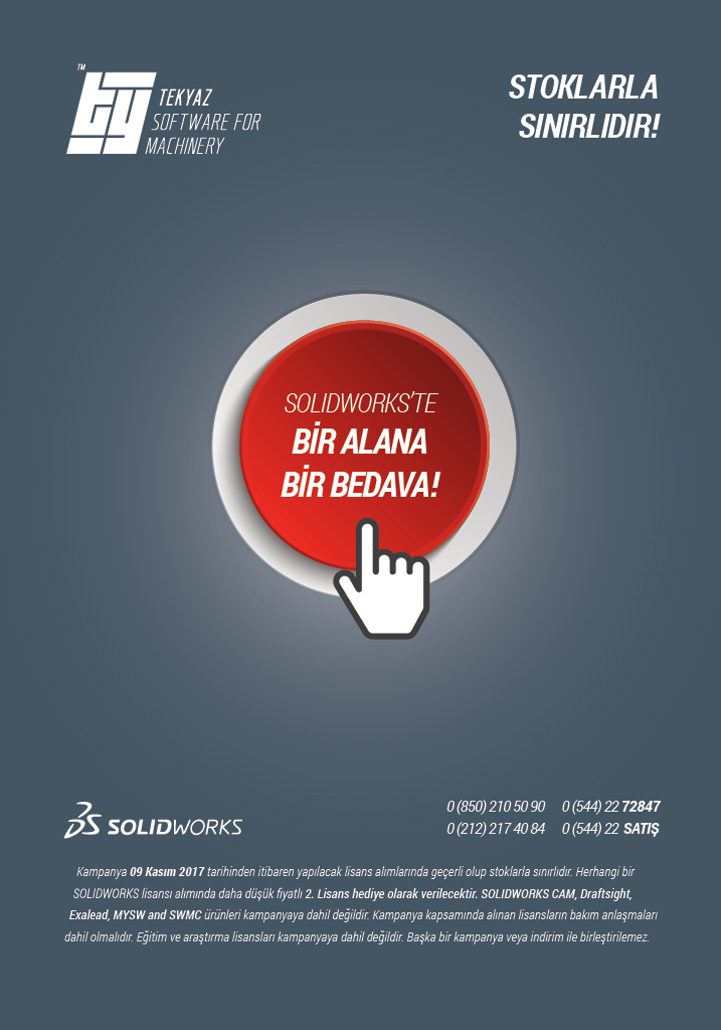 TM
ty
TEKYAZ
SOFTWARE FOR
MACHINERY
STOKLARLA
SINIRLIDIR!
SOLIDWORKS'TE
BİR ALANA
BİR BEDAVA!
3DS SOLIDWORKS
0 (850) 210 50 90 0 (544) 22 72847
0 (212) 217 40 84 0 (544) 22 SATIŞ
Kampanya 09 Kasım 2017 tarihinden itibaren yapılacak lisans alımlarında geçerli olup stoklarla sınırlıdır. Herhangi bir
SOLIDWORKS lisansı alımında daha düşük fiyatlı 2. Lisans hediye olarak verilecektir. SOLIDWORKS CAM, Draftsight,
Exalead, MYSW and SWMC ürünleri kampanyaya dahil değildir. Kampanya kapsamında alınan lisansların bakım anlaşmaları
dahil olmalıdır. Eğitim ve araştırma lisansları kampanyaya dahil değildir. Başka bir kampanya veya indirim ile birleştirilemez.